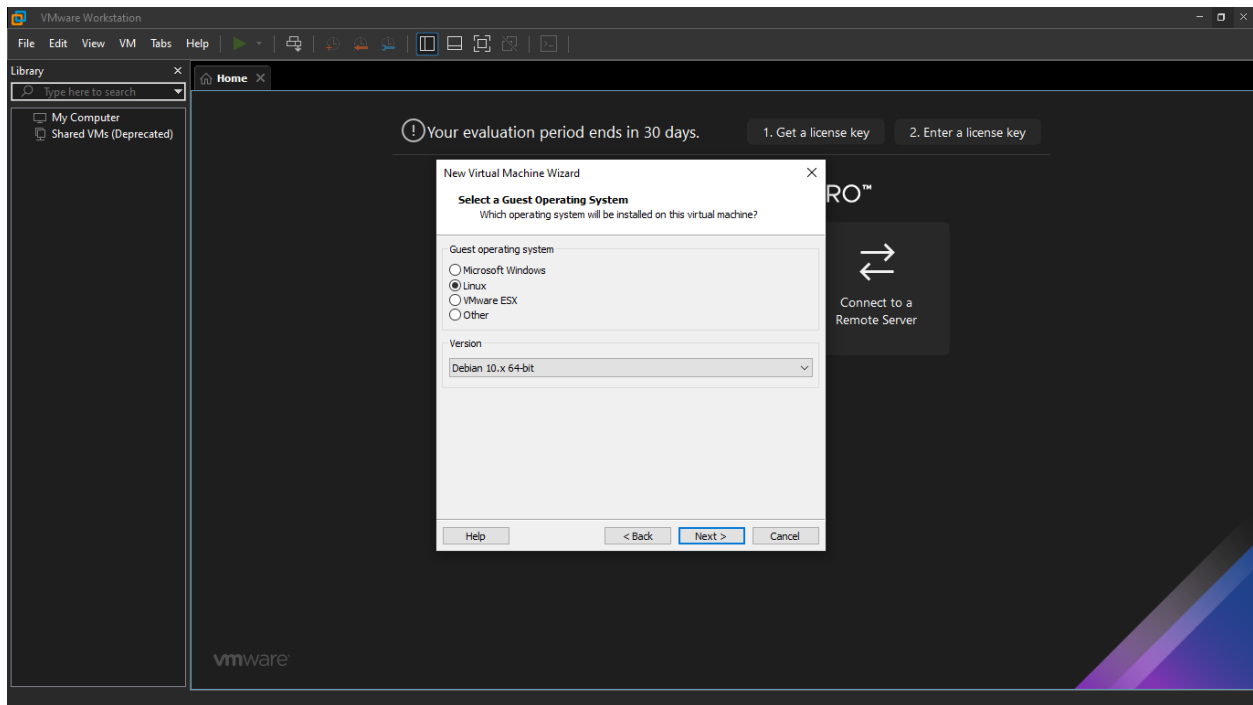 VMware Workstation
File Edit View VM Tabs Help
Library
Type here to search
My Computer
Shared VMs (Deprecated)
Home
Your evaluation period ends in 30 days.
1. Get a license key
2. Enter a license key
RO™
Connect to a
Remote Server
New Virtual Machine Wizard
Select a Guest Operating System
Which operating system will be installed on this virtual machine?
Guest operating system
Microsoft Windows
Linux
VMware ESX
Other
Version
Debian 10.x 64-bit
Help
< Back
Next >
Cancel
vmware